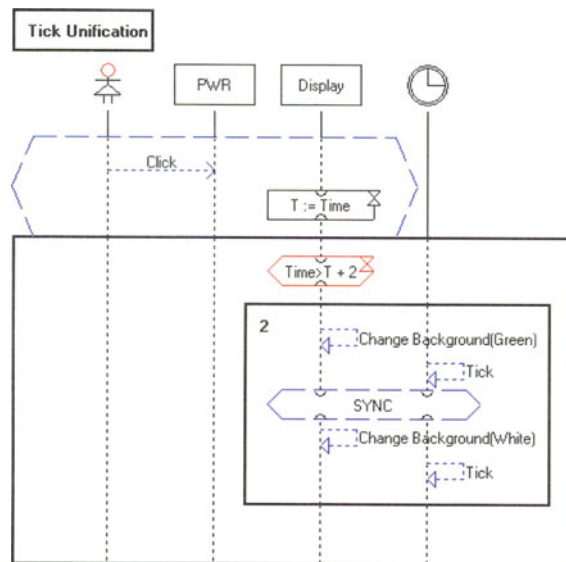 Tick Unification
PWR
Display
Click
T := Time
Time>T + 2
2
Change Background(Green)
Tick
SYNC
Change Background(White)
Tick